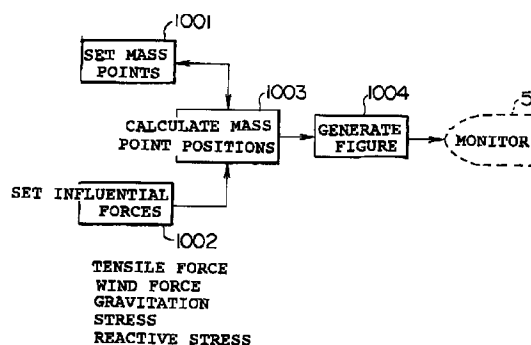 1001
SET MASS
POINTS
1003
CALCULATE MASS
POINT POSITIONS
1004
GENERATE
FIGURE
5
MONITOR
SET INFLUENTIAL
FORCES
1002
TENSILE FORCE
WIND FORCE
GRAVITATION
STRESS
REACTIVE STRESS